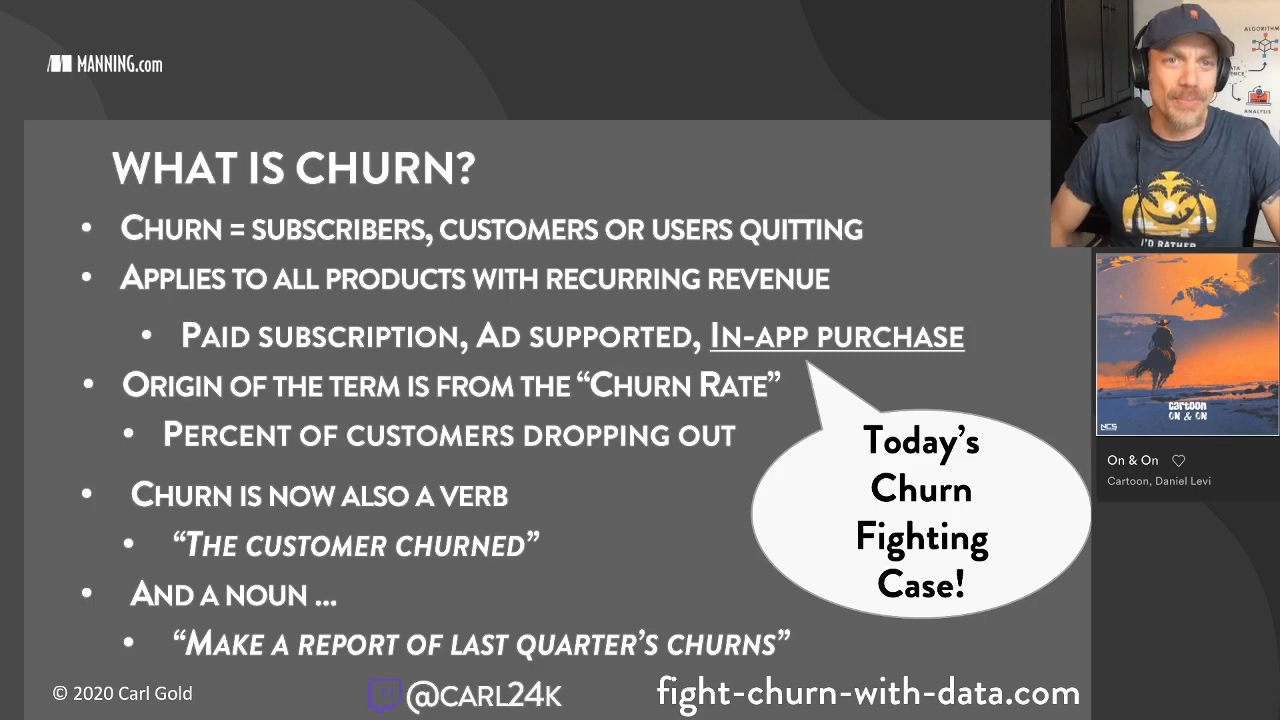 MANNING.com
WHAT IS CHURN?
• CHURN = SUBSCRIBERS, CUSTOMERS OR USERS QUITTING
• APPLIES TO ALL PRODUCTS WITH RECURRING REVENUE
• PAID SUBSCRIPTION, AD SUPPORTED, IN-APP PURCHASE
• ORIGIN OF THE TERM IS FROM THE “CHURN RATE”
• PERCENT OF CUSTOMERS DROPPING OUT
• CHURN IS NOW ALSO A VERB
• “THE CUSTOMER CHURNED”
• AND A NOUN ...
• “MAKE A REPORT OF LAST QUARTER’S CHURNS”
Today’s
Churn
Fighting
Case!
© 2020 Carl Gold
@CARL24K
fight-churn-with-data.com
ALGORITHM
ANALYSIS
I'D RATHER
cartoon
ON & ON
NCS
On & On
Cartoon, Daniel Levi